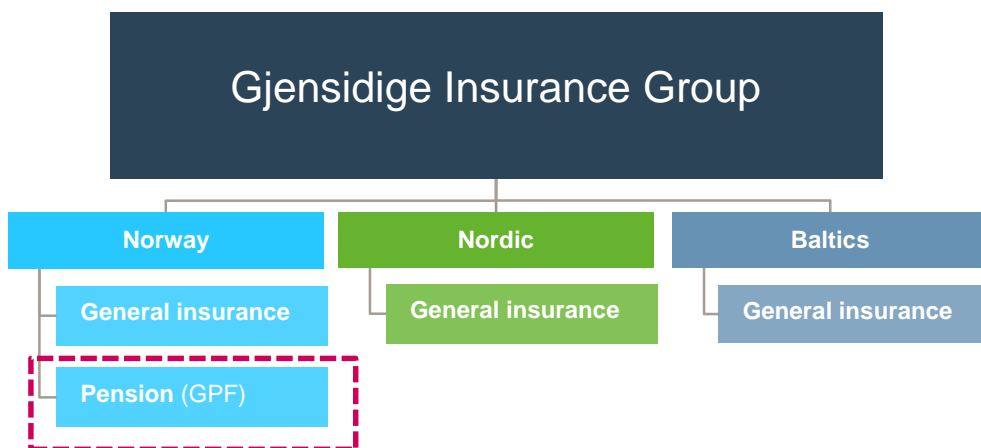 Gjensidige Insurance Group
Norway
Nordic
Baltics
General insurance
General insurance
General insurance
Pension (GPF)